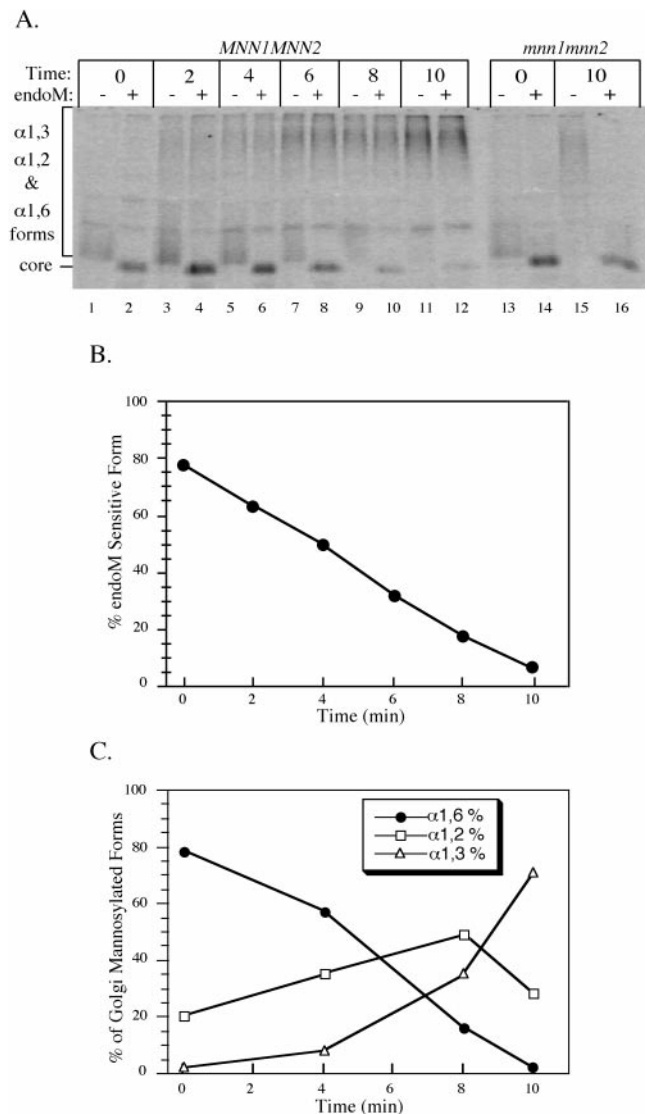 A.
MNN1MNN2 mnn1mnn2
Time: 0 2 4 6 8 10 0 10
endoM: - + - + - + - + - + - + - + - +
α1,3
α1,2
&
α1,6
forms
core
1 2 3 4 5 6 7 8 9 10 11 12 13 14 15 16
B.
100
80
60
40
20
0
% endoM Sensitive Form
0 2 4 6 8 10
Time (min)
C.
100
80
60
40
20
0
% of Golgi Mannosylated Forms
α1,6 %
α1,2 %
α1,3 %
0 2 4 6 8 10
Time (min)